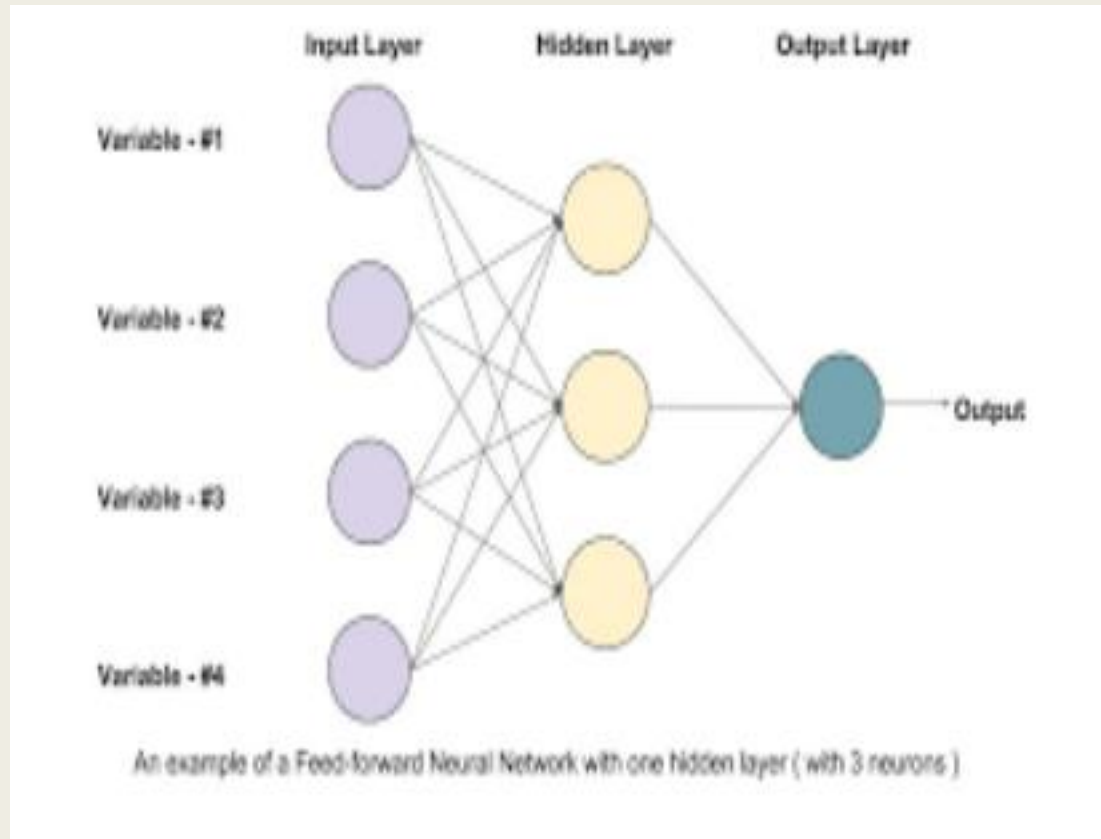 Input Layer
Hidden Layer
Output Layer
Variable - #1
Variable - #2
Variable - #3
Variable - #4
Output
An example of a Feed-forward Neural Network with one hidden layer ( with 3 neurons )